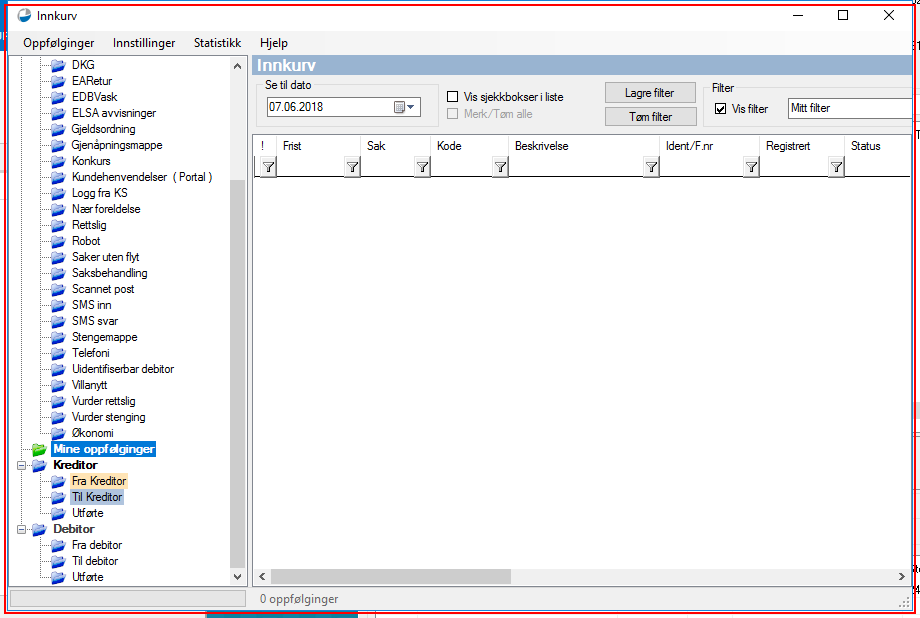 Innkurv
Oppfølginger Innstillinger Statistikk Hjelp
DKG
EARetur
EDBVask
ELSA avvisninger
Gjeldsordning
Gjenåpningsmappe
Konkurs
Kundehenvendelser ( Portal )
Logg fra KS
Nær foreldelse
Rettslig
Robot
Saker uten flyt
Saksbehandling
Scannet post
SMS inn
SMS svar
Stengemappe
Telefoni
Uidentifiserbar debitor
Villanytt
Vurder rettslig
Vurder stenging
Økonomi
Mine oppfølginger
Kreditor
Fra Kreditor
Til Kreditor
Utførte
Debitor
Fra debitor
Til debitor
Utførte
Innkurv
Se til dato
07.06.2018
Vis sjekkbokser i liste
Merk/Tøm alle
Lagre filter
Tøm filter
Filter
Vis filter
Mitt filter
! Frist Sak Kode Beskrivelse Ident/F.nr Registrert Status
0 oppfølginger